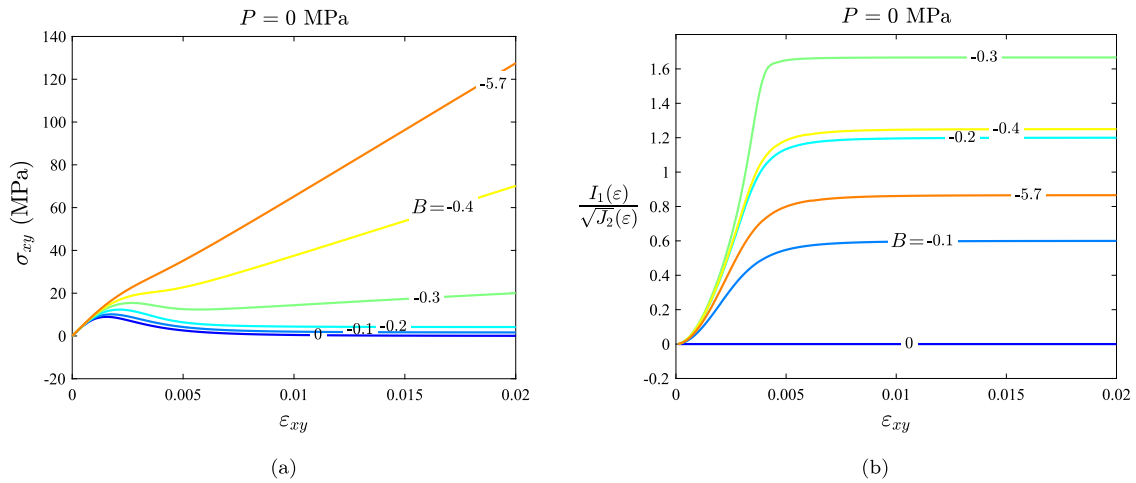 P = 0 MPa
140
120
100
80
60
40
20
0
-20
σxy (MPa)
-5.7
B = -0.4
-0.3
-0.2
-0.1
0
0 0.005 0.01 0.015 0.02
εxy
(a)
P = 0 MPa
1.6
1.4
1.2
1
0.8
0.6
0.4
0.2
0
-0.2
I1(ε)
√J2(ε)
-0.3
-0.4
-0.2
-5.7
B = -0.1
0
0 0.005 0.01 0.015 0.02
εxy
(b)